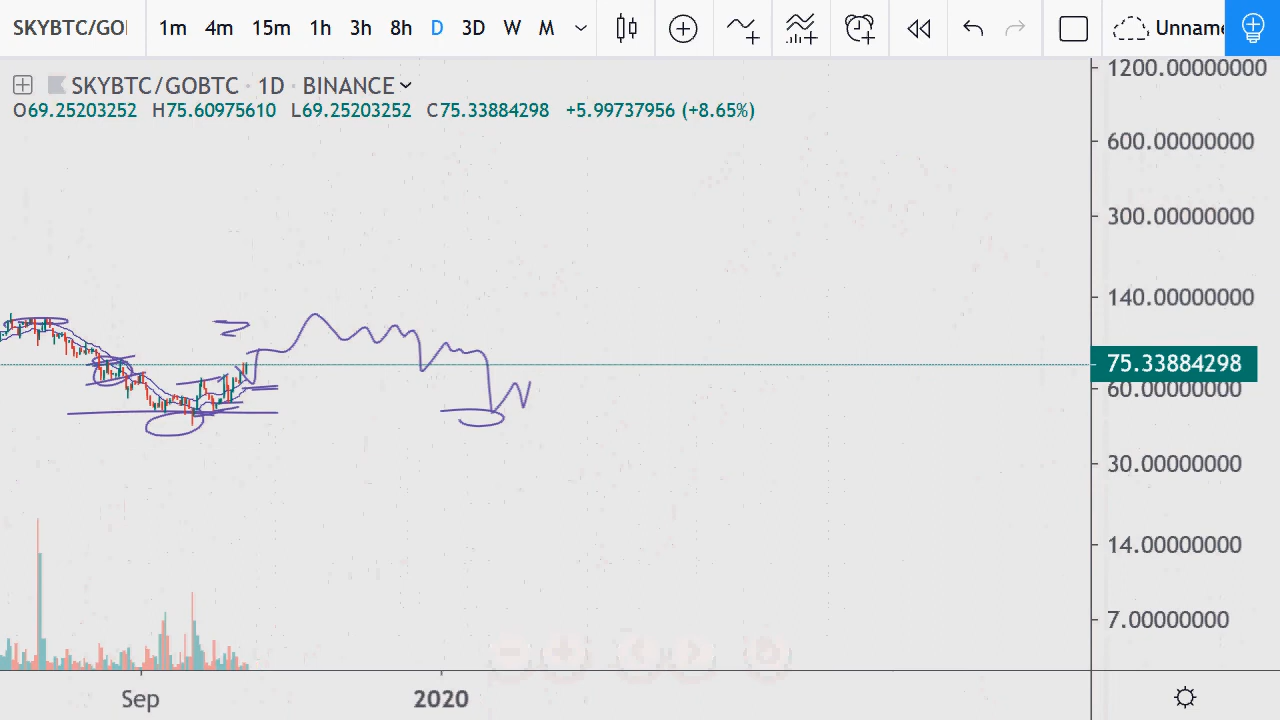 SKYBTC/GO
1m 4m 15m 1h 3h 8h D 3D W M
Unname
SKYBTC/GOBTC · 1D · BINANCE
O69.25203252 H75.60975610 L69.25203252 C75.33884298 +5.99737956 (+8.65%)
1200.00000000
600.00000000
300.00000000
140.00000000
75.33884298
60.00000000
30.00000000
14.00000000
7.00000000
Sep 2020